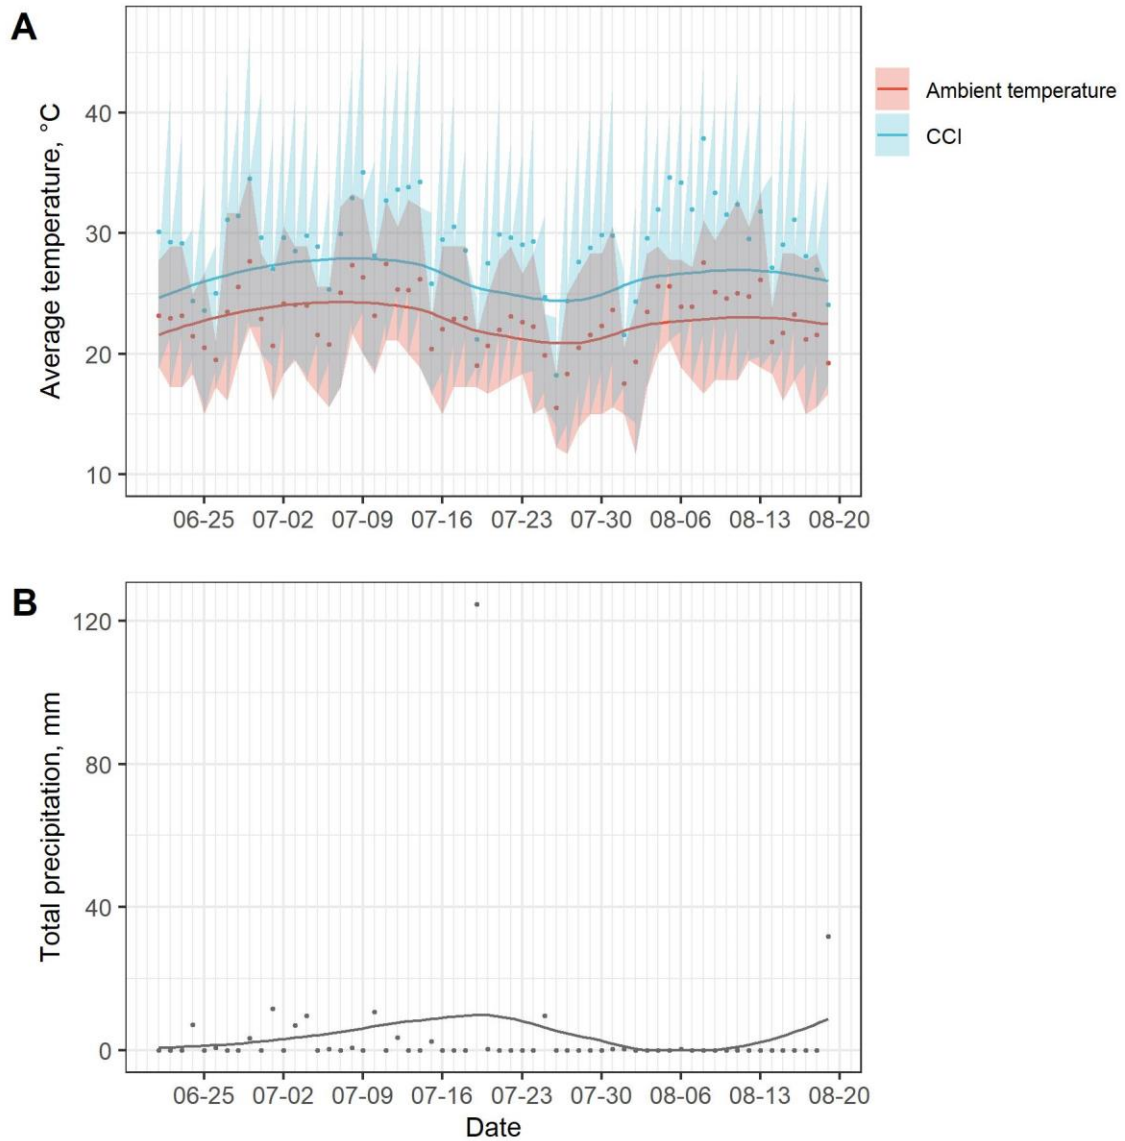 A
Average temperature, °C
40
30
20
10
06-25 07-02 07-09 07-16 07-23 07-30 08-06 08-13 08-20
Ambient temperature
CCI
B
Total precipitation, mm
120
80
40
0
06-25 07-02 07-09 07-16 07-23 07-30 08-06 08-13 08-20
Date